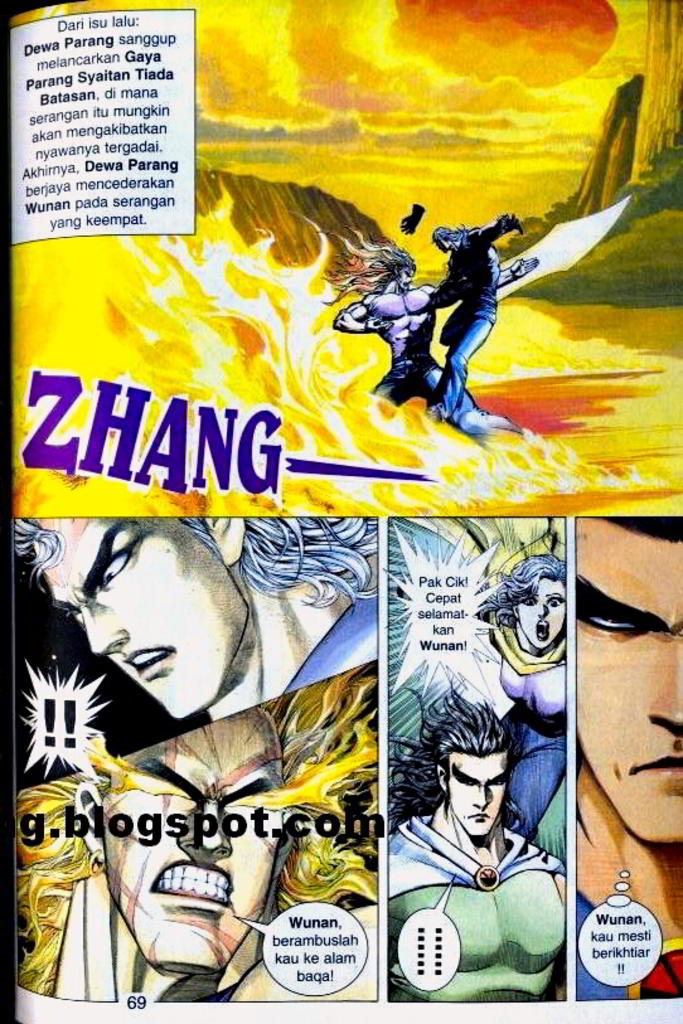 Dari isu lalu:
Dewa Parang sanggup
melancarkan Gaya
Parang Syaitan Tiada
Batasan, di mana
serangan itu mungkin
akan mengakibatkan
nyawanya tergadai.
Akhirnya, Dewa Parang
berjaya mencederakan
Wunan pada serangan
yang keempat.
ZHANG
!!
Wunan,
berambuslah
kau ke alam
baqa!
Pak Cik!
Cepat
selamat-
kan
Wunan!
!!!
Wunan,
kau mesti
berikhtiar
!!
g.blogspot.com
69